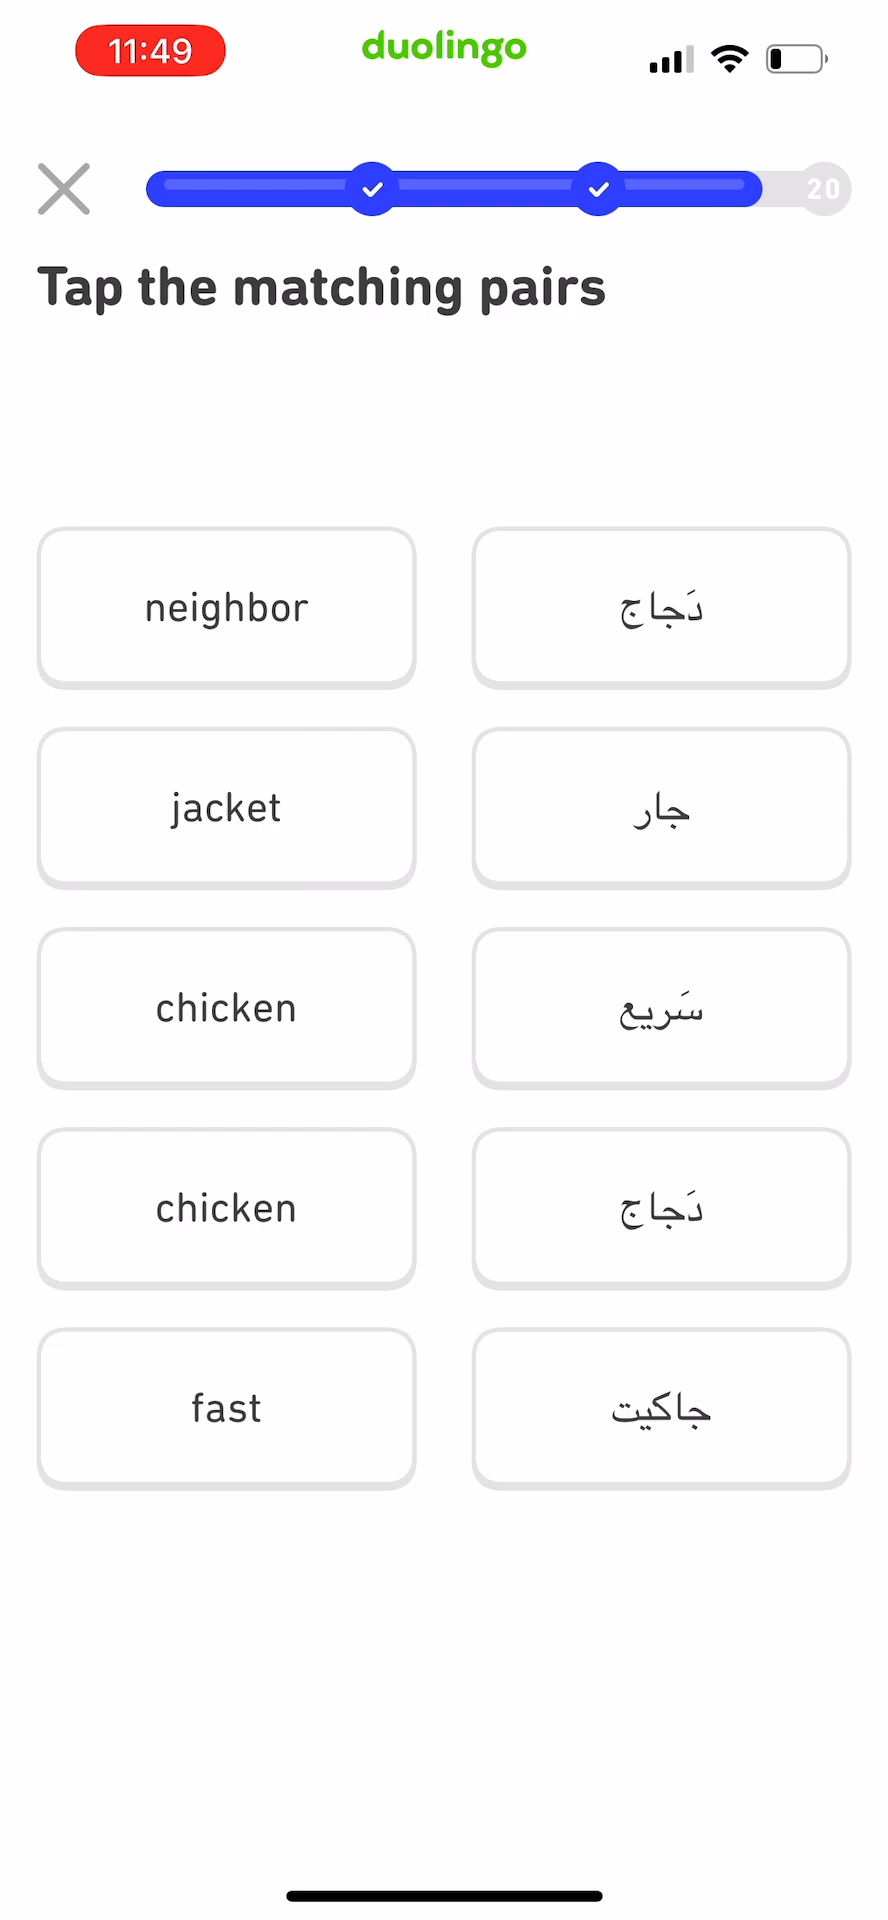 11:49
duolingo
20
Tap the matching pairs
neighbor
دَجاج
jacket
جار
chicken
سَريع
chicken
دَجاج
fast
جاكيت